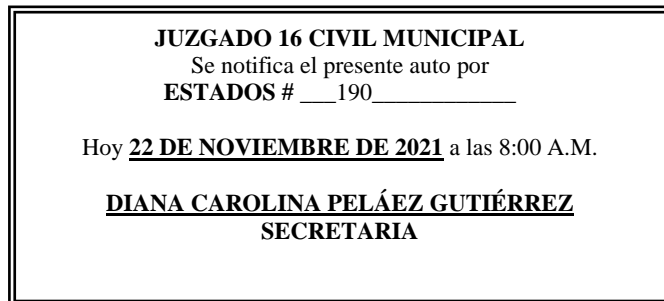 JUZGADO 16 CIVIL MUNICIPAL
Se notifica el presente auto por
ESTADOS # ___190____________
Hoy 22 DE NOVIEMBRE DE 2021 a las 8:00 A.M.
DIANA CAROLINA PELÁEZ GUTIÉRREZ
SECRETARIA